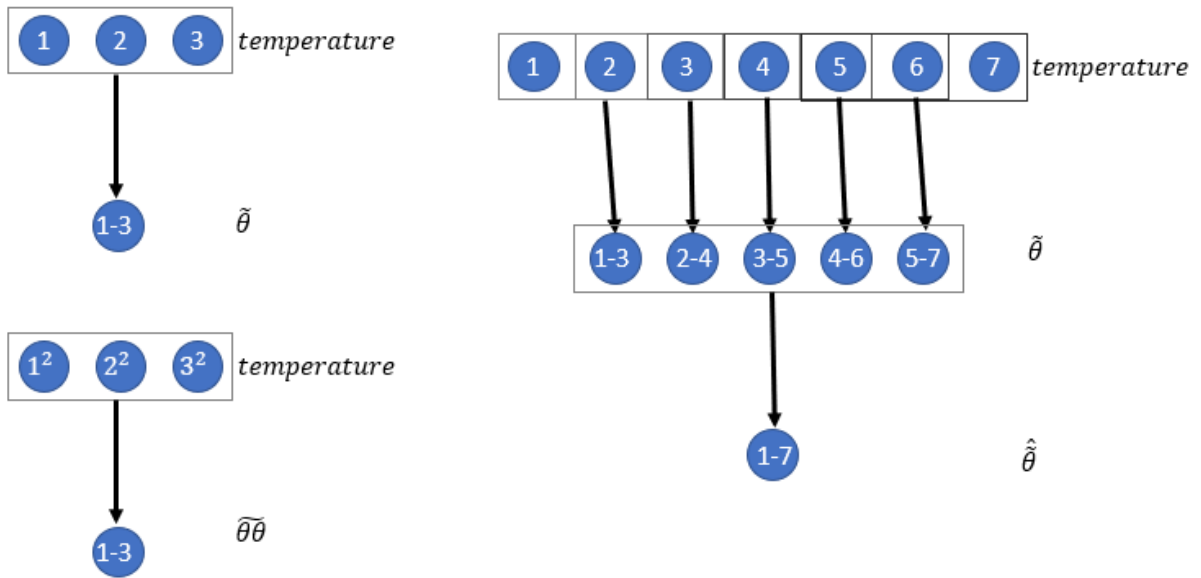 1 2 3 temperature
1-3 θ̃
1² 2² 3² temperature
1-3 θ͠θ
1 2 3 4 5 6 7 temperature
1-3 2-4 3-5 4-6 5-7 θ̃
1-7 θ̃̂